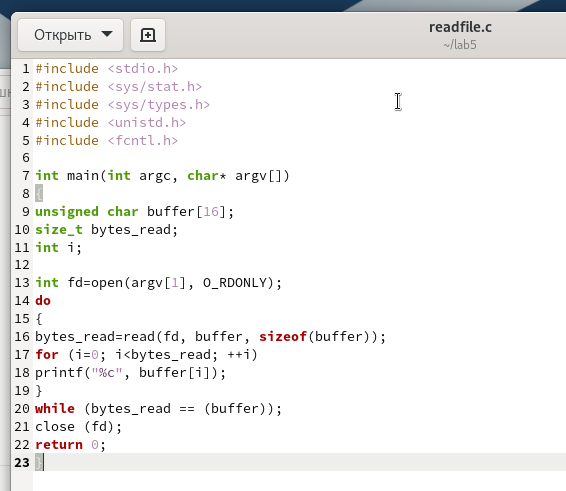 Открыть
readfile.c
~/lab5
1 #include <stdio.h>
2 #include <sys/stat.h>
3 #include <sys/types.h>
4 #include <unistd.h>
5 #include <fcntl.h>
6
7 int main(int argc, char* argv[])
8 {
9 unsigned char buffer[16];
10 size_t bytes_read;
11 int i;
12
13 int fd=open(argv[1], O_RDONLY);
14 do
15 {
16 bytes_read=read(fd, buffer, sizeof(buffer));
17 for (i=0; i<bytes_read; ++i)
18 printf("%c", buffer[i]);
19 }
20 while (bytes_read == (buffer));
21 close (fd);
22 return 0;
23 }